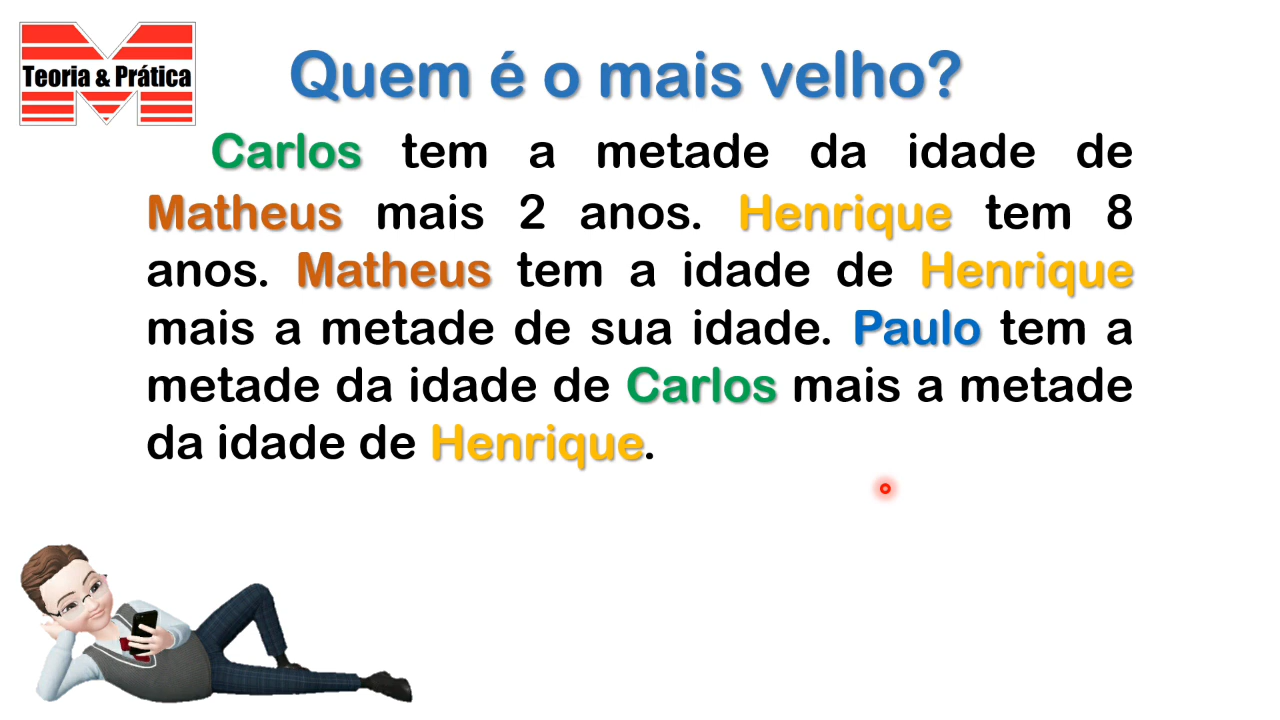 Teoria & Prática
Quem é o mais velho?
Carlos tem a metade da idade de
Matheus mais 2 anos. Henrique tem 8
anos. Matheus tem a idade de Henrique
mais a metade de sua idade. Paulo tem a
metade da idade de Carlos mais a metade
da idade de Henrique.